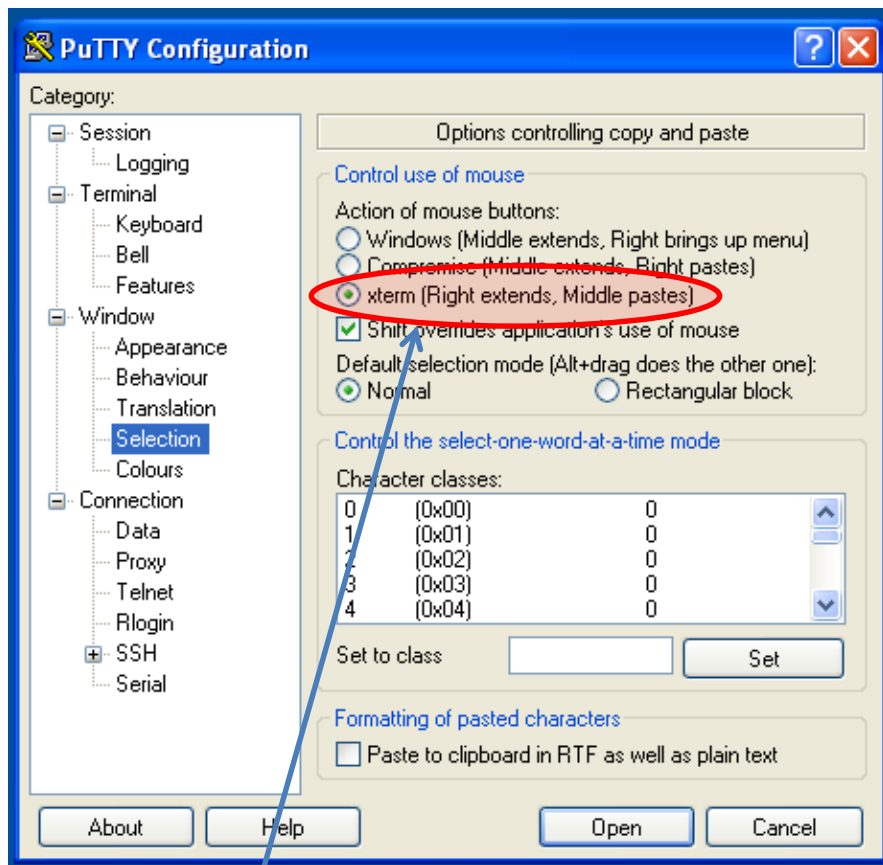 PuTTY Configuration
?
Category:
Session
Logging
Terminal
Keyboard
Bell
Features
Window
Appearance
Behaviour
Translation
Selection
Colours
Connection
Data
Proxy
Telnet
Rlogin
SSH
Serial
Options controlling copy and paste
Control use of mouse
Action of mouse buttons:
Windows (Middle extends, Right brings up menu)
Compromise (Middle extends, Right pastes)
xterm (Right extends, Middle pastes)
Shift overrides application's use of mouse
Default selection mode (Alt+drag does the other one):
Normal Rectangular block
Control the select-one-word-at-a-time mode
Character classes:
0 (0x00) 0
1 (0x01) 0
2 (0x02) 0
3 (0x03) 0
4 (0x04) 0
Set to class Set
Formatting of pasted characters
Paste to clipboard in RTF as well as plain text
About Help Open Cancel